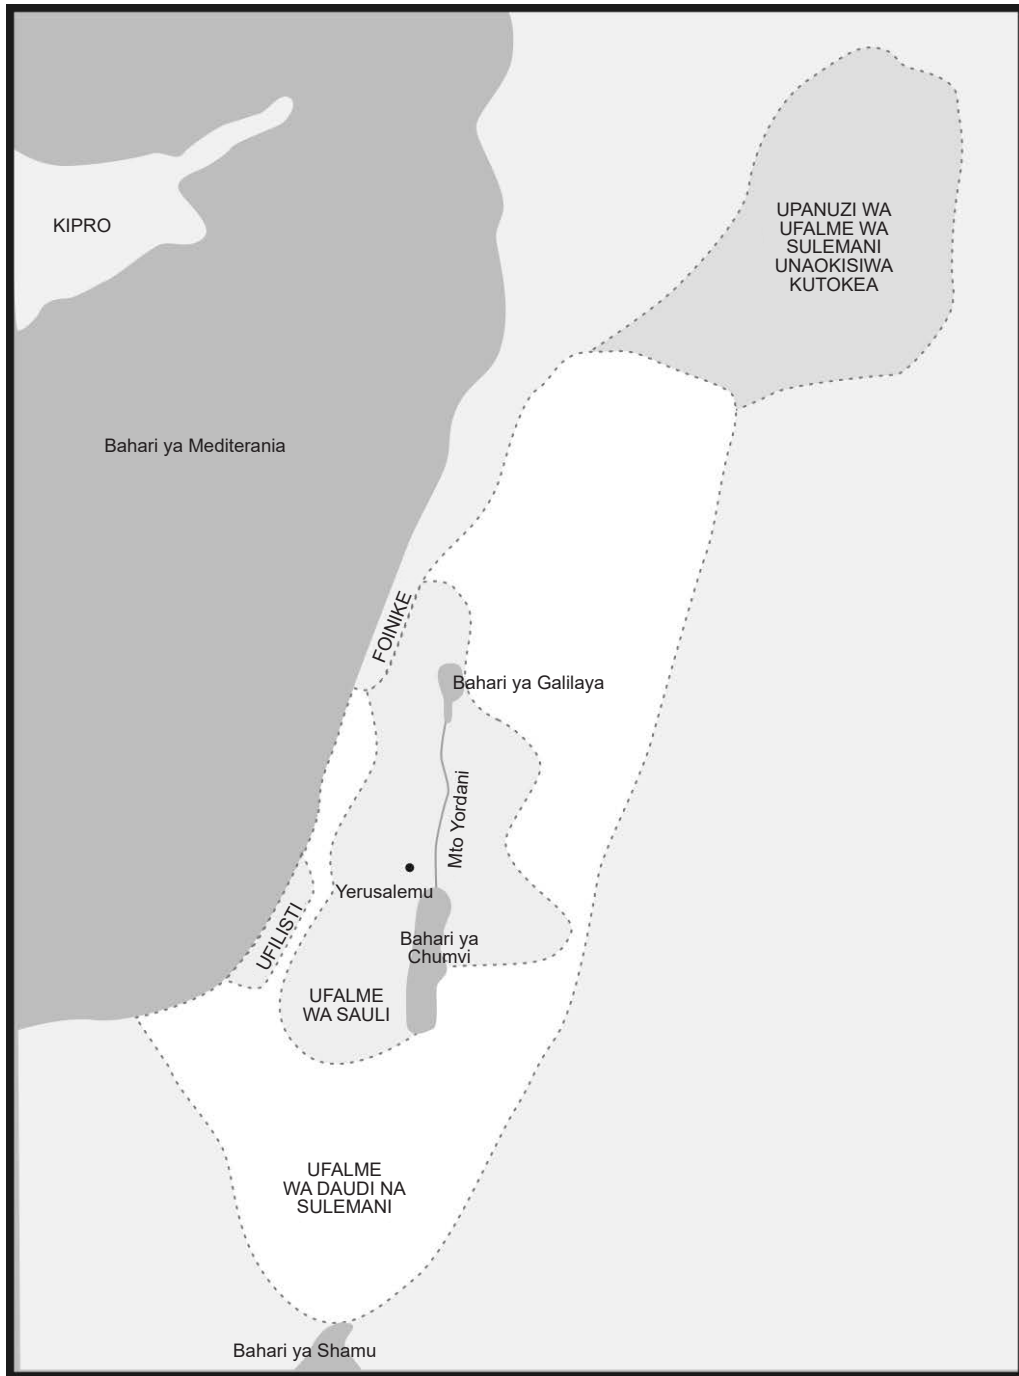 UPANUZI WA
UFALME WA
SULEMANI
UNAOKISIWA
KUTOKEA
KIPRO
Bahari ya Mediterania
FOINIKE
Bahari ya Galilaya
Mto Yordani
Yerusalemu
UFILISTI
Bahari ya
Chumvi
UFALME
WA SAULI
UFALME
WA DAUDI NA
SULEMANI
Bahari ya Shamu